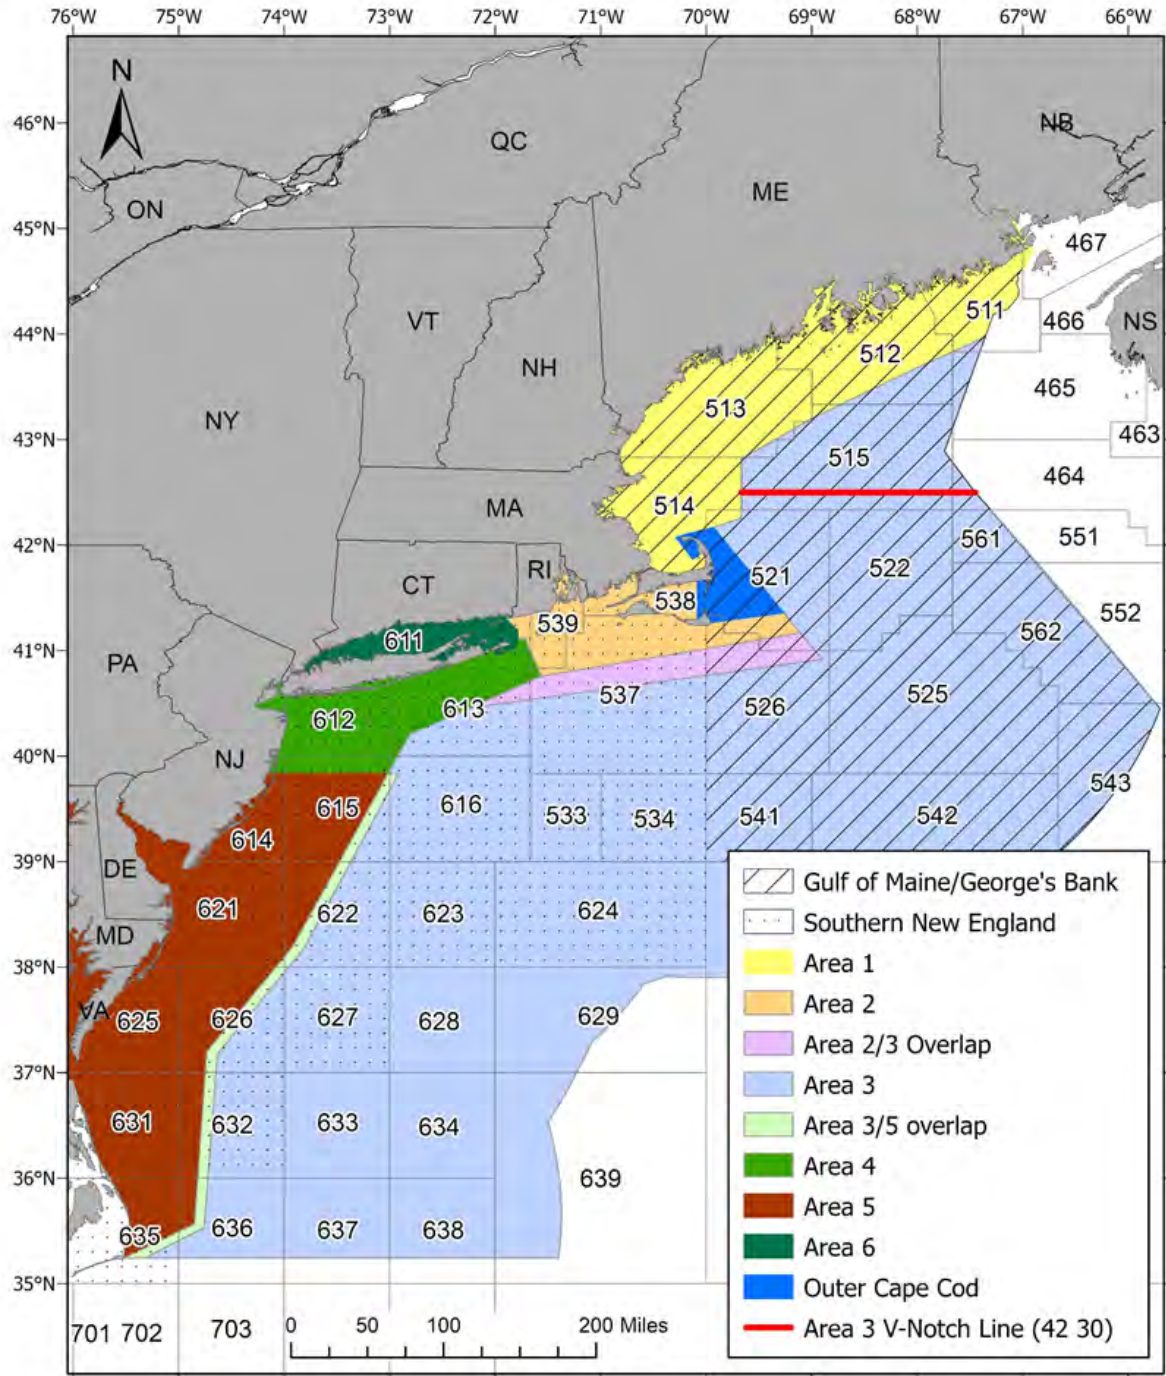 76°W 75°W 74°W 73°W 72°W 71°W 70°W 69°W 68°W 67°W 66°W
N
46°N
QC
NB
ME
ON
45°N
467
511
466
NS
44°N
VT
512
NH
465
513
NY
463
43°N
515
464
MA
514
561
551
42°N
RI
522
CT
521
538
552
539
611
562
41°N
PA
537
525
526
613
612
40°N
NJ
543
616
615
533
534
541
542
614
39°N
DE
621
622
623
624
MD
38°N
VA
625
626
627
628
629
37°N
631
632
633
634
639
36°N
635
636
637
638
35°N
701 702 703
0 50 100 200 Miles
Gulf of Maine/George's Bank
Southern New England
Area 1
Area 2
Area 2/3 Overlap
Area 3
Area 3/5 overlap
Area 4
Area 5
Area 6
Outer Cape Cod
Area 3 V-Notch Line (42 30)